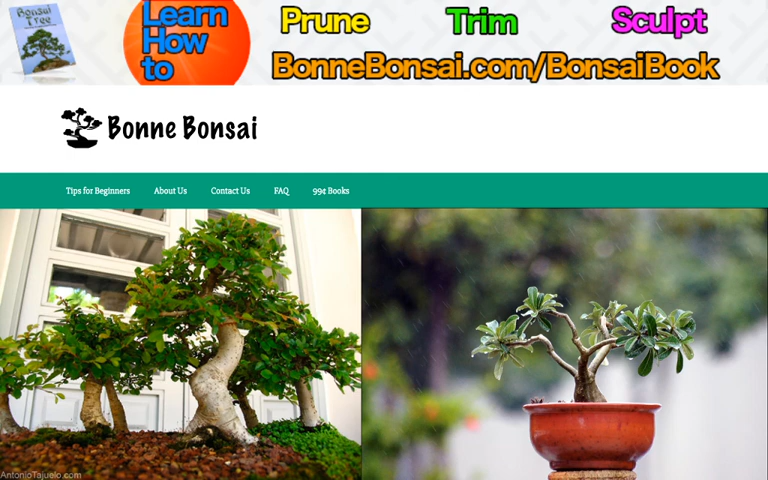 Bonsai
Tree
Learn
How
to
Prune Trim Sculpt
BonneBonsai.com/BonsaiBook
Bonne Bonsai
Tips for Beginners About Us Contact Us FAQ 99¢ Books
AntonioTajuelo.com